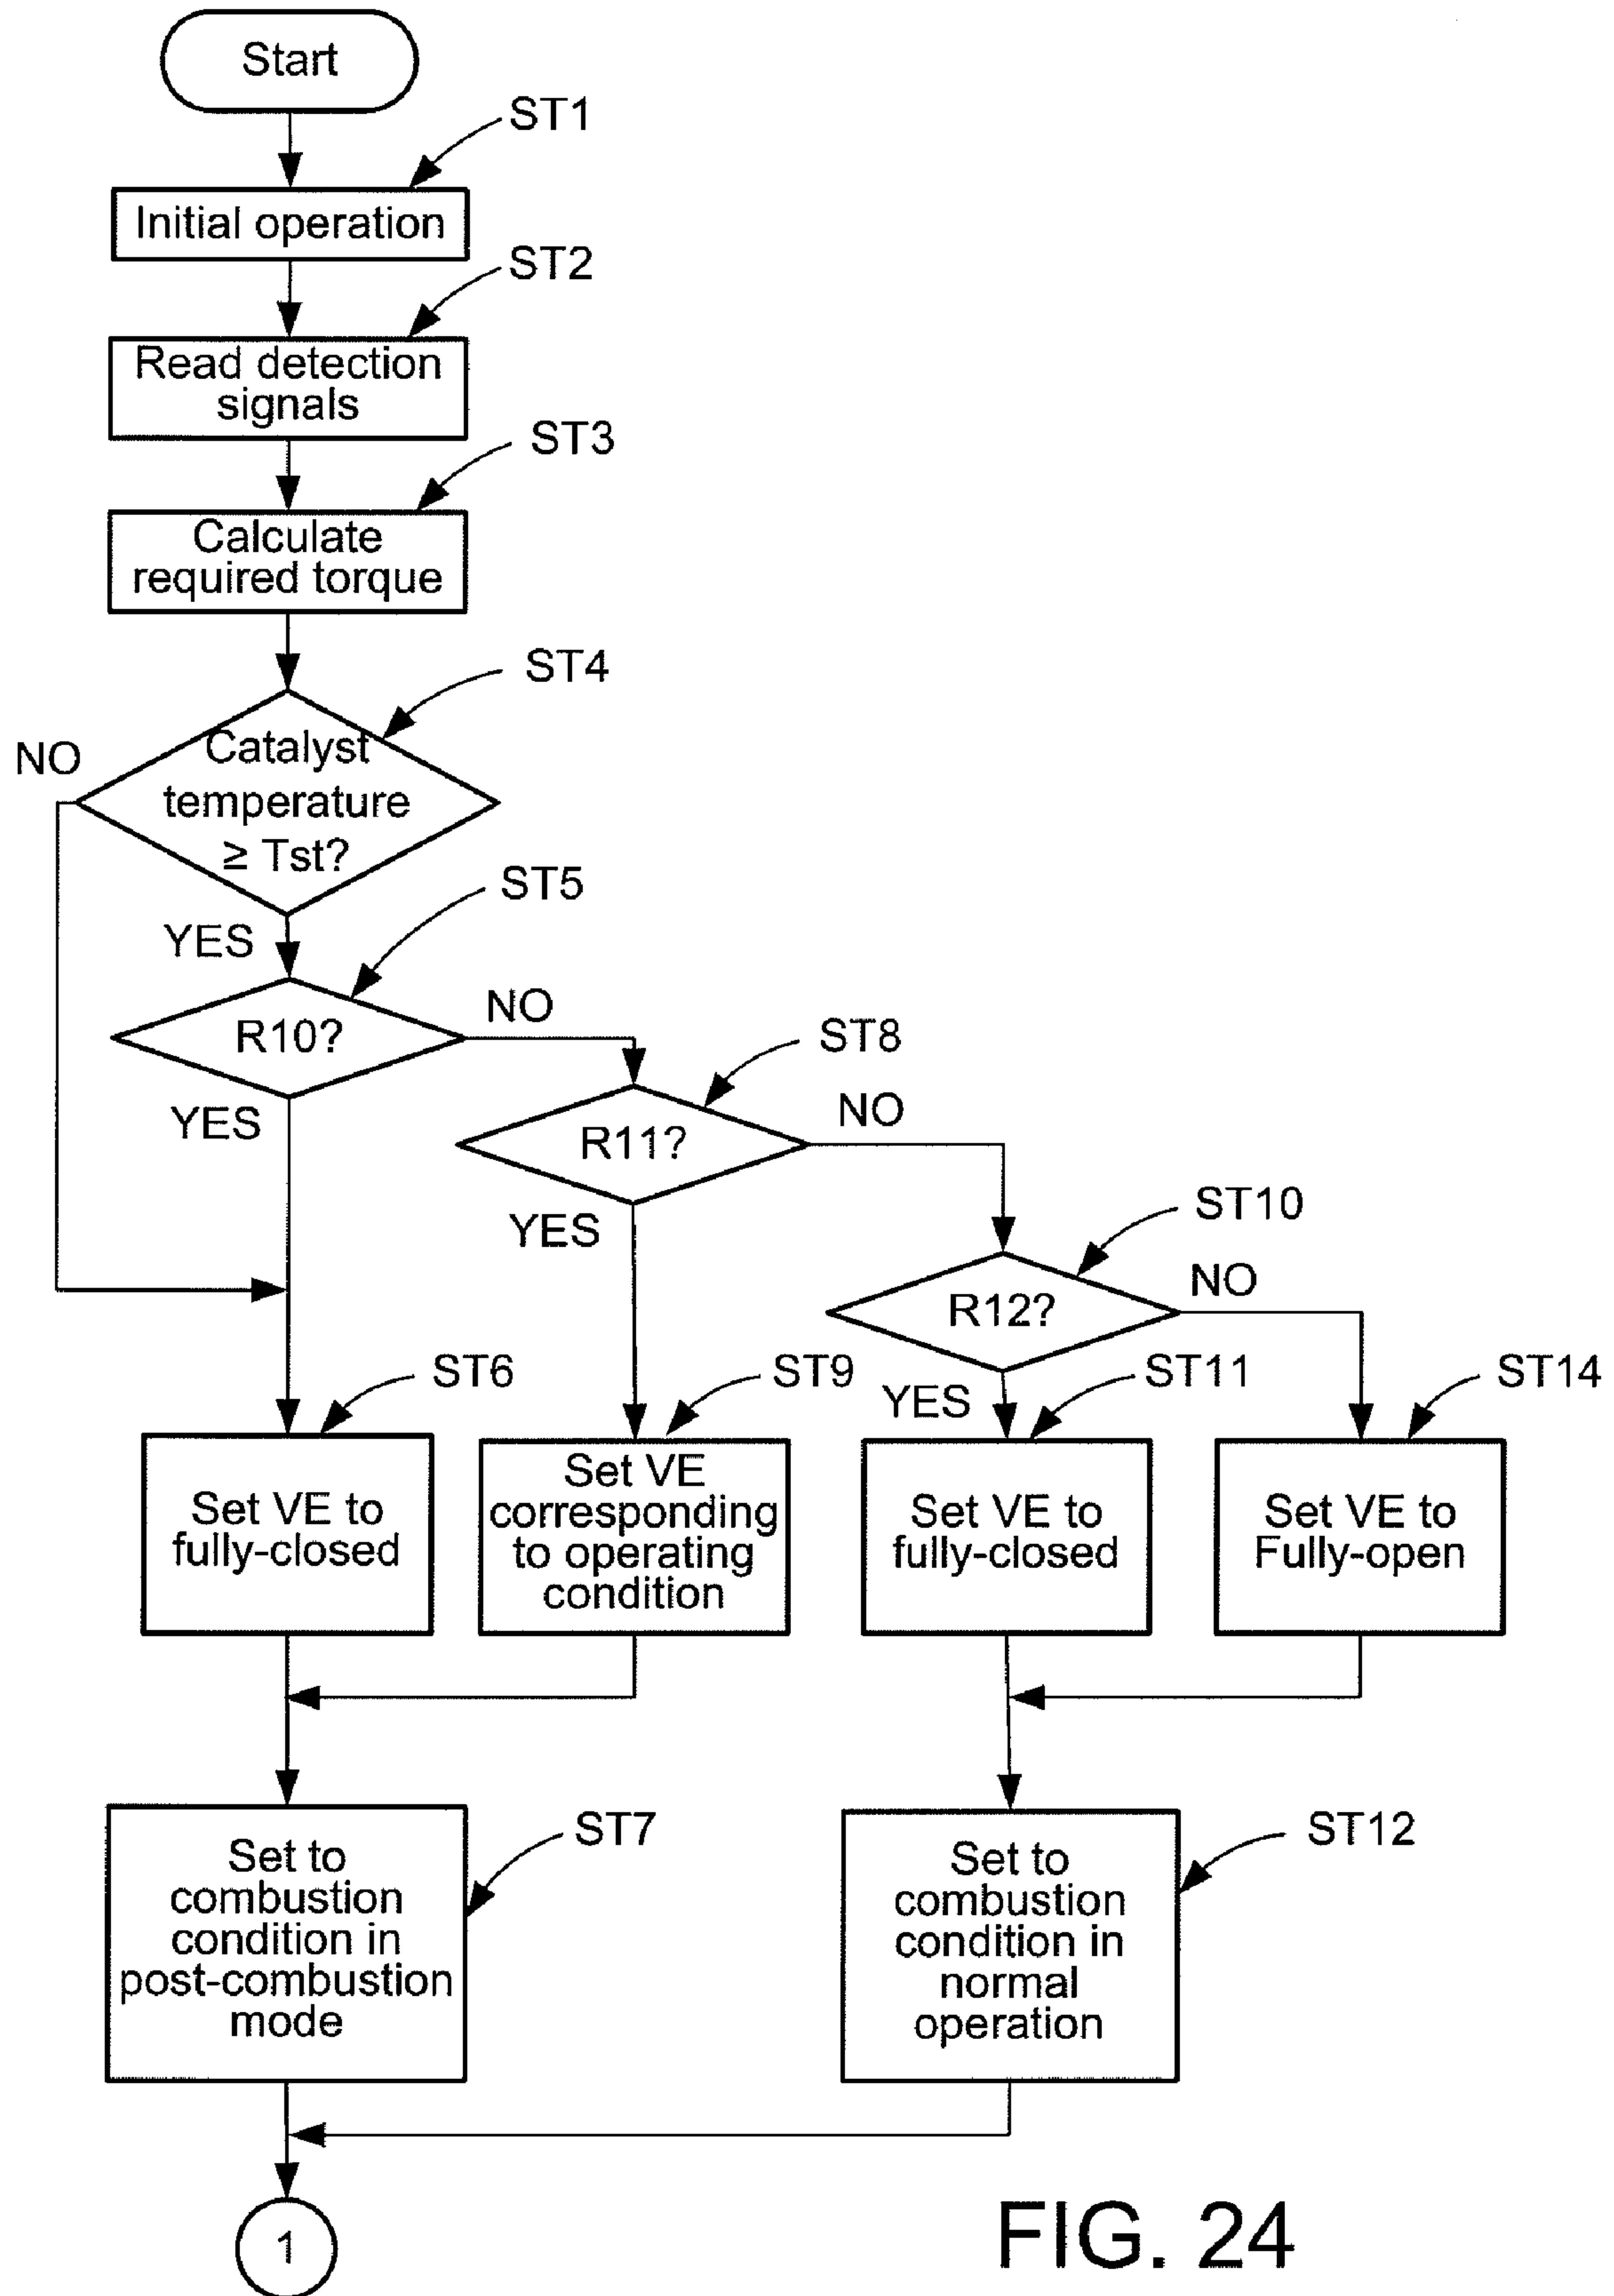 Start
ST1
Initial operation
ST2
Read detection
signals
ST3
Calculate
required torque
ST4
NO
Catalyst
temperature
≥ Tst?
ST5
YES
R10?
NO
ST8
YES
R11?
NO
ST10
YES
R12?
NO
ST6
ST9
YES
ST11
ST14
Set VE to
fully-closed
Set VE
corresponding
to operating
condition
Set VE to
fully-closed
Set VE to
Fully-open
ST7
Set to
combustion
condition in
post-combustion
mode
ST12
Set to
combustion
condition in
normal
operation
1
FIG. 24